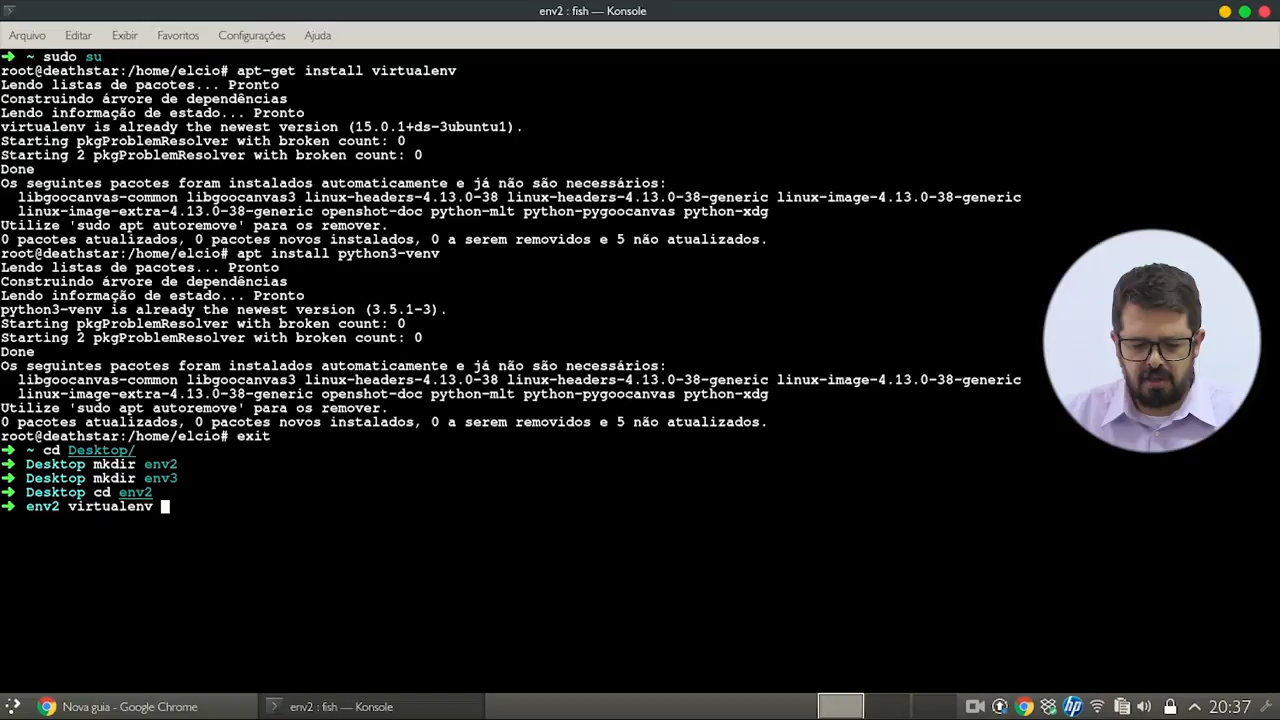 env2 : fish — Konsole
Arquivo Editar Exibir Favoritos Configurações Ajuda
➜ ~ sudo su
root@deathstar:/home/elcio# apt-get install virtualenv
Lendo listas de pacotes... Pronto
Construindo árvore de dependências
Lendo informação de estado... Pronto
virtualenv is already the newest version (15.0.1+ds-3ubuntu1).
Starting pkgProblemResolver with broken count: 0
Starting 2 pkgProblemResolver with broken count: 0
Done
Os seguintes pacotes foram instalados automaticamente e já não são necessários:
  libgoocanvas-common libgoocanvas3 linux-headers-4.13.0-38 linux-headers-4.13.0-38-generic linux-image-4.13.0-38-generic
  linux-image-extra-4.13.0-38-generic openshot-doc python-mlt python-pygoocanvas python-xdg
Utilize 'sudo apt autoremove' para os remover.
0 pacotes atualizados, 0 pacotes novos instalados, 0 a serem removidos e 5 não atualizados.
root@deathstar:/home/elcio# apt install python3-venv
Lendo listas de pacotes... Pronto
Construindo árvore de dependências
Lendo informação de estado... Pronto
python3-venv is already the newest version (3.5.1-3).
Starting pkgProblemResolver with broken count: 0
Starting 2 pkgProblemResolver with broken count: 0
Done
Os seguintes pacotes foram instalados automaticamente e já não são necessários:
  libgoocanvas-common libgoocanvas3 linux-headers-4.13.0-38 linux-headers-4.13.0-38-generic linux-image-4.13.0-38-generic
  linux-image-extra-4.13.0-38-generic openshot-doc python-mlt python-pygoocanvas python-xdg
Utilize 'sudo apt autoremove' para os remover.
0 pacotes atualizados, 0 pacotes novos instalados, 0 a serem removidos e 5 não atualizados.
root@deathstar:/home/elcio# exit
➜ ~ cd Desktop/
➜ Desktop mkdir env2
➜ Desktop mkdir env3
➜ Desktop cd env2
➜ env2 virtualenv
Nova guia - Google Chrome env2 : fish — Konsole hp 20:37